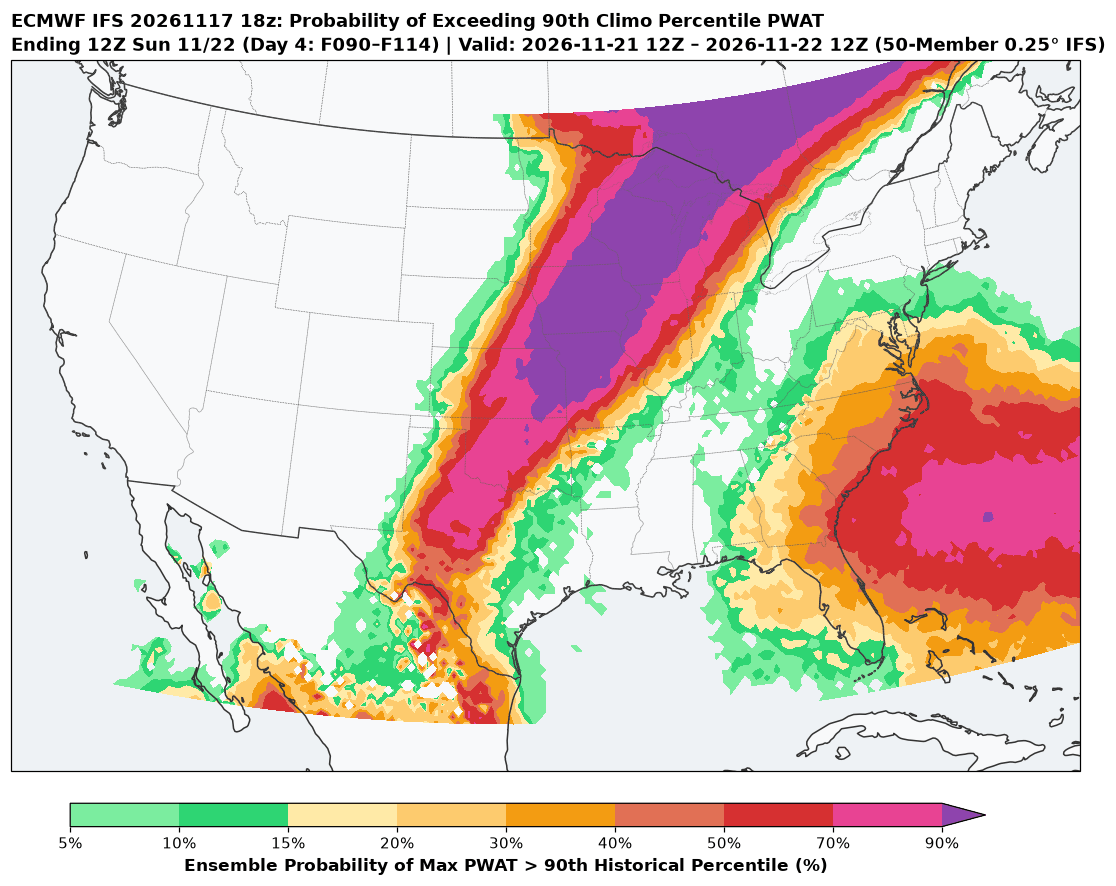 ECMWF IFS 20261117 18z: Probability of Exceeding 90th Climo Percentile PWAT
Ending 12Z Sun 11/22 (Day 4: F090–F114) | Valid: 2026-11-21 12Z – 2026-11-22 12Z (50-Member 0.25° IFS)
5% 10% 15% 20% 30% 40% 50% 70% 90%
Ensemble Probability of Max PWAT > 90th Historical Percentile (%)